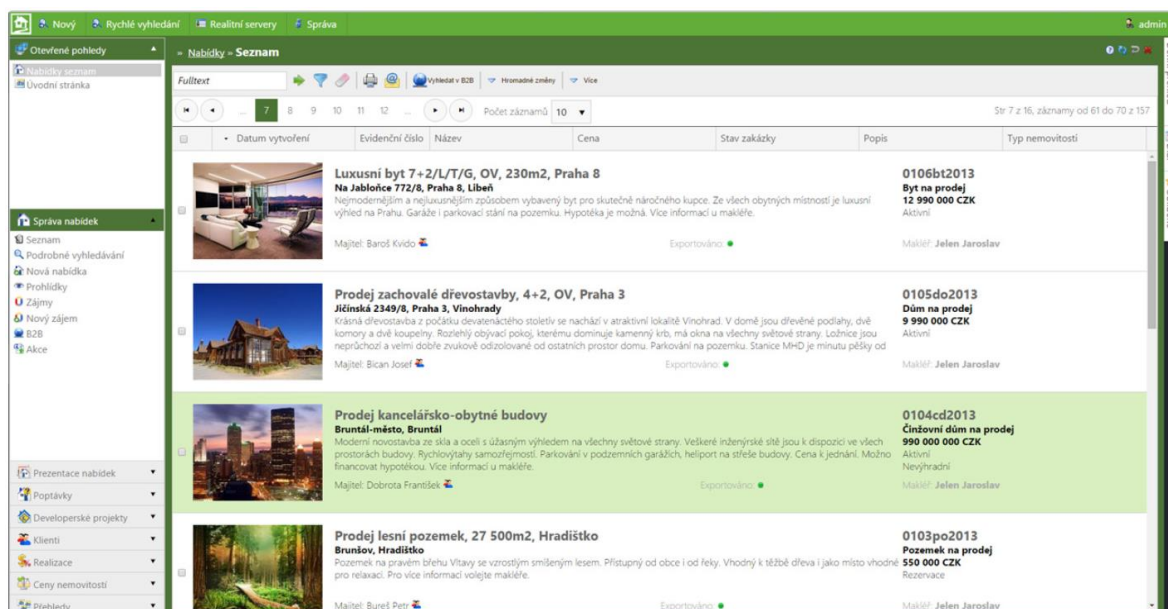 Nový Rychlé vyhledání Realitní servery Správa admin
Otevřené pohledy
Nabídky seznam
Úvodní stránka
Správa nabídek
Seznam
Podrobné vyhledávání
Nová nabídka
Prohlídky
Zájmy
Nový zájem
B2B
Akce
Prezentace nabídek
Poptávky
Developerské projekty
Klienti
Realizace
Ceny nemovitostí
Přehledy
» Nabídky » Seznam
Fulltext Vyhledat v B2B Hromadné změny Více
... 7 8 9 10 11 12 ... Počet záznamů 10 Str 7 z 16, záznamy od 61 do 70 z 157
Datum vytvoření Evidenční číslo Název Cena Stav zakázky Popis Typ nemovitosti
Luxusní byt 7+2/L/T/G, OV, 230m2, Praha 8
Na Jabloňce 772/8, Praha 8, Libeň
Nejmodernějším a nejluxusnějším způsobem vybavený byt pro skutečně náročného kupce. Ze všech obytných místností je luxusní
výhled na Prahu. Garáže i parkovací stání na pozemku. Hypotéka je možná. Více informací u makléře.
Majitel: Baroš Kvido Exportováno:
0106bt2013
Byt na prodej
12 990 000 CZK
Aktivní
Makléř: Jelen Jaroslav
Prodej zachovalé dřevostavby, 4+2, OV, Praha 3
Jičínská 2349/8, Praha 3, Vinohrady
Krásná dřevostavba z počátku devatenáctého století v se nachází v atraktivní lokalitě Vinohrad. V domě jsou dřevěné podlahy, dvě
komory a dvě koupelny. Rozlehlý obývací pokoj, kterému dominuje kamenný krb, má okna na všechny světové strany. Ložnice jsou
neprůchozí a velmi dobře zvukově odizolované od ostatních prostor domu. Parkování na pozemku. Stanice MHD je minutu pěšky od
Majitel: Bican Josef Exportováno:
0105do2013
Dům na prodej
9 990 000 CZK
Aktivní
Makléř: Jelen Jaroslav
Prodej kancelářsko-obytné budovy
Bruntál-město, Bruntál
Moderní novostavba ze skla a oceli s úžasným výhledem na všechny světové strany. Veškeré inženýrské sítě jsou k dispozici ve všech
prostorách budovy. Rychlovýtahy samozřejmostí. Parkování v podzemních garážích, heliport na střeše budovy. Cena k jednání. Možno
financovat hypotékou. Více informací u makléře.
Majitel: Dobrota František Exportováno:
0104cd2013
Činžovní dům na prodej
990 000 000 CZK
Aktivní
Nevýhradní
Makléř: Jelen Jaroslav
Prodej lesní pozemek, 27 500m2, Hradištko
Brunšov, Hradištko
Pozemek na pravém břehu Vltavy se vzrostlým smíšeným lesem. Přístupný od obce i od řeky. Vhodný k těžbě dřeva i jako místo vhodné
pro relaxaci. Pro více informací volejte makléře.
Majitel: Bureš Petr Exportováno:
0103po2013
Pozemek na prodej
550 000 CZK
Rezervace
Makléř: Jelen Jaroslav